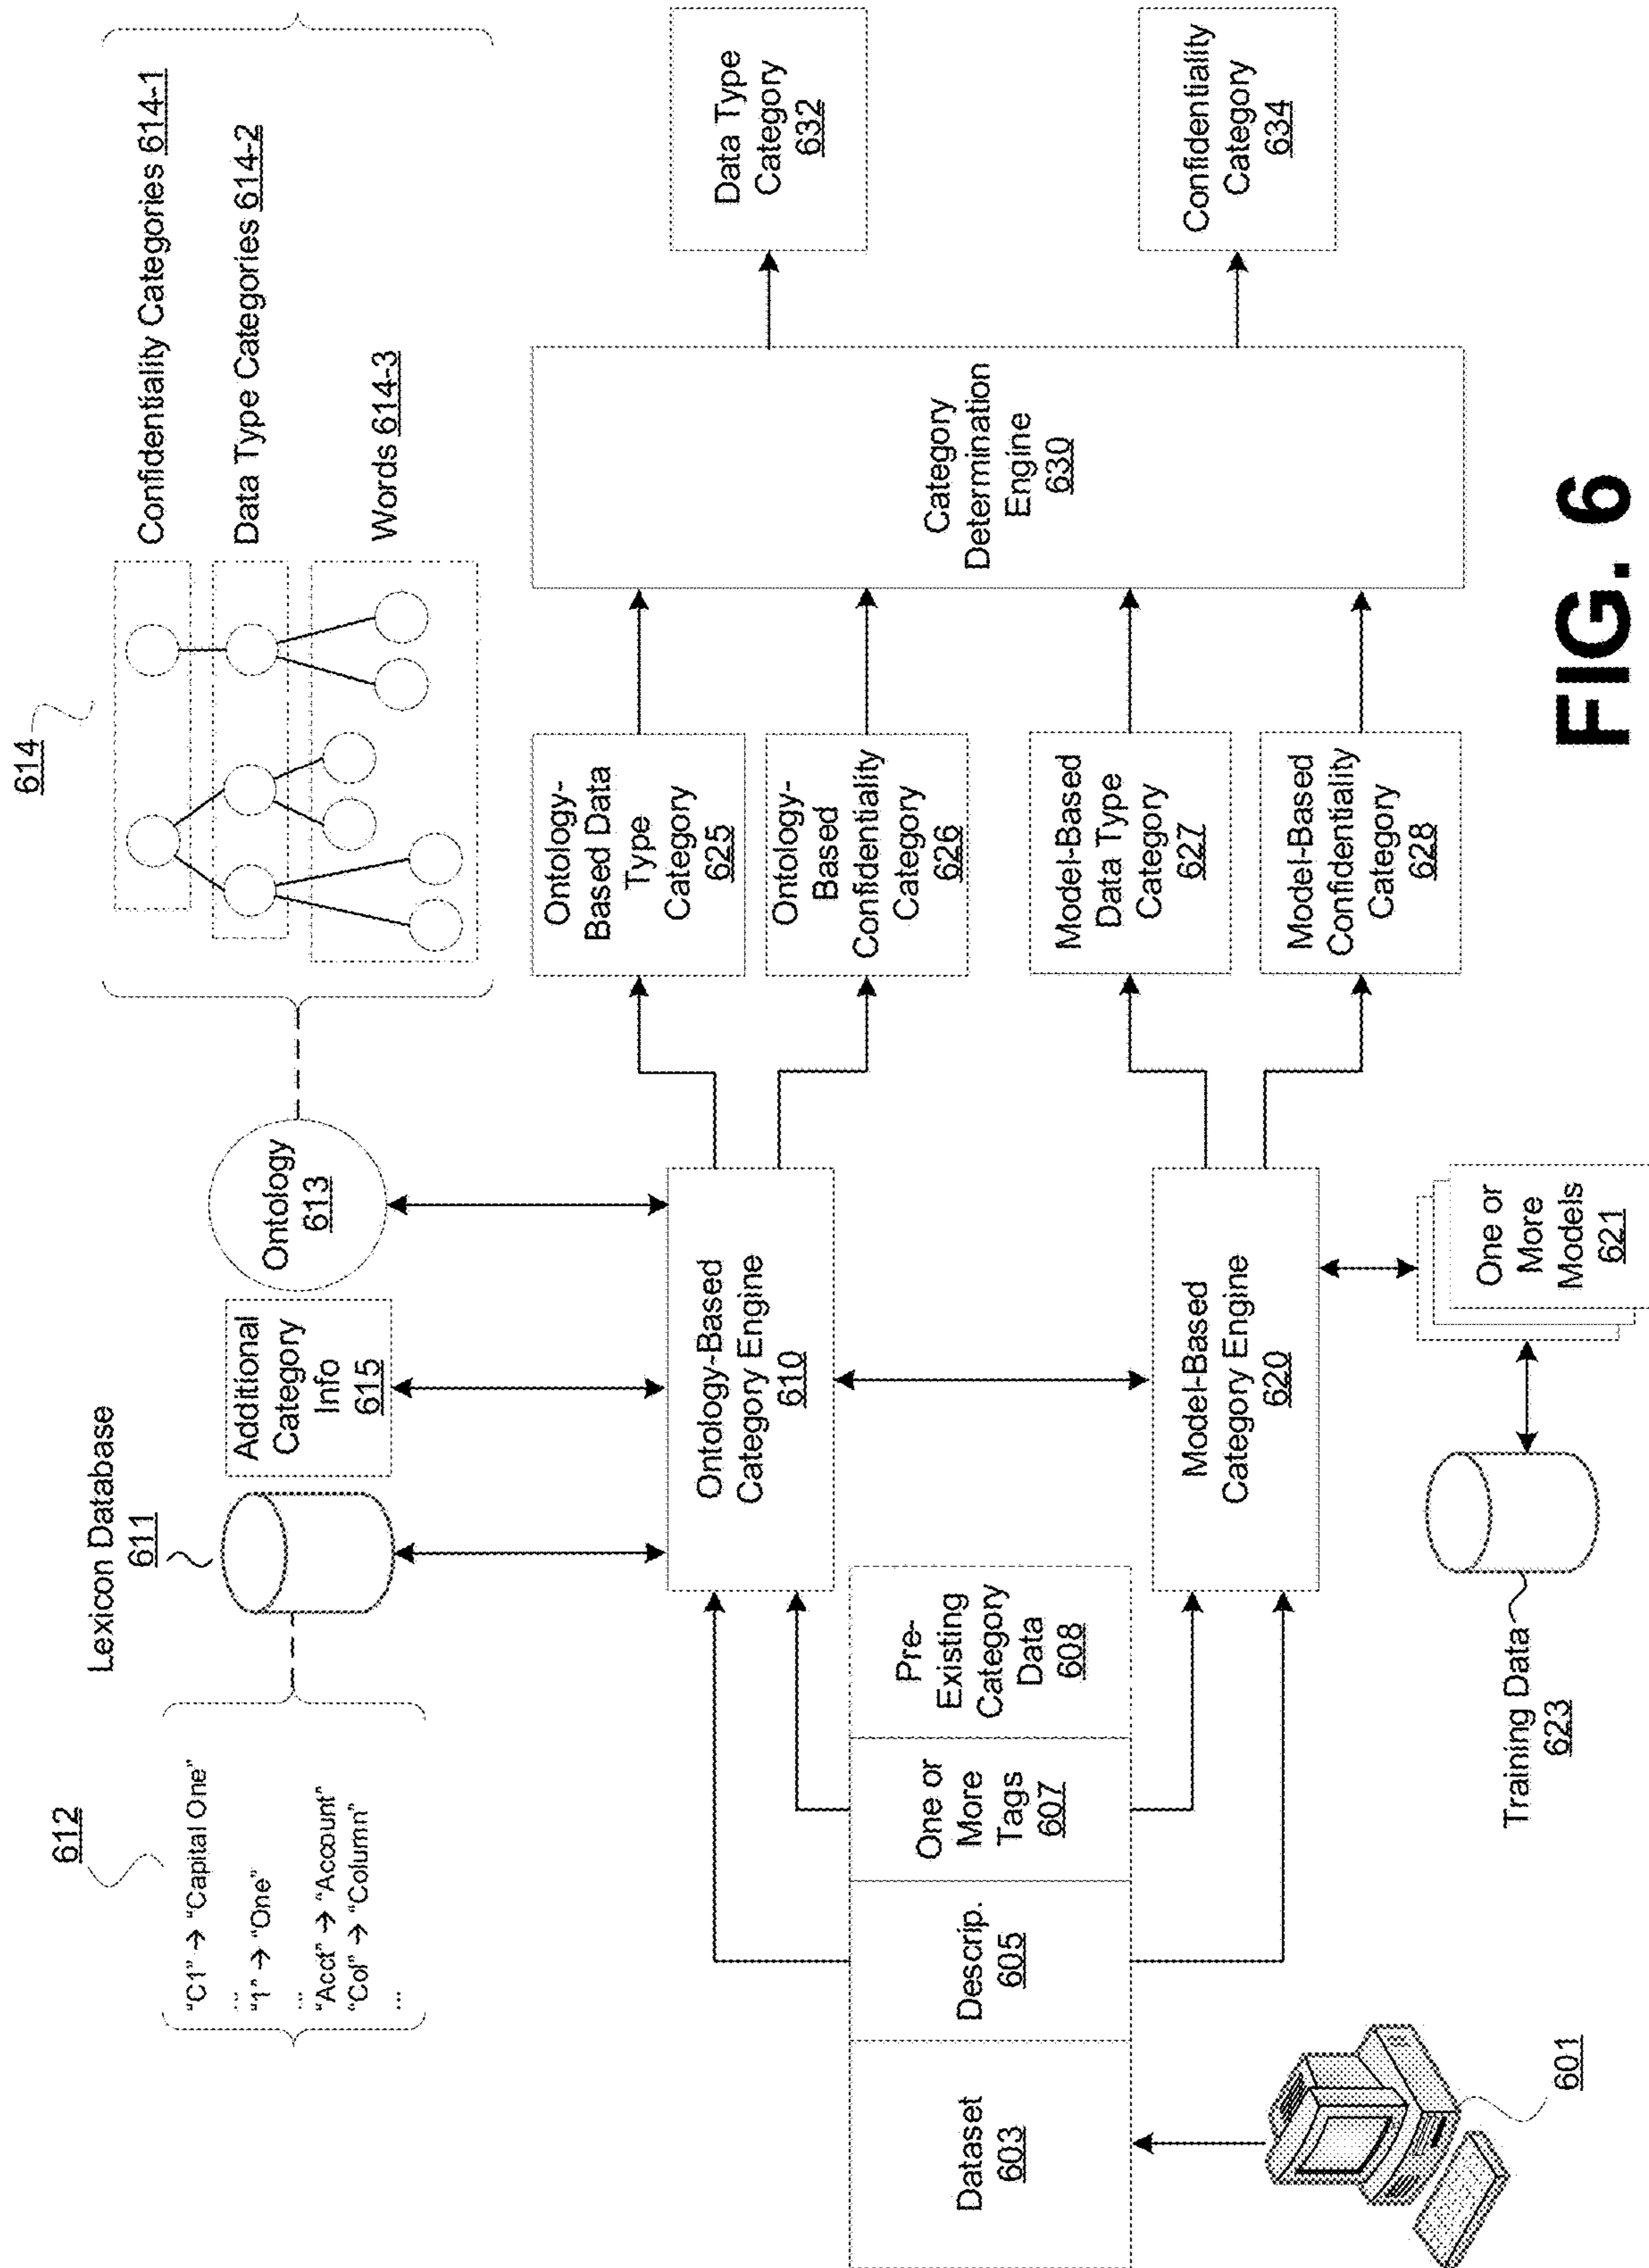 612
"C1" → "Capital One"
...
"1" → "One"
...
"Acct" → "Account"
"Col" → "Column"
...
Lexicon Database
611
Additional
Category
Info
615
Ontology
613
614
Confidentiality Categories 614-1
Data Type Categories 614-2
Words 614-3
Dataset
603
Descrip.
605
One or
More
Tags
607
Pre-
Existing
Category
Data
608
601
Ontology-Based
Category Engine
610
Model-Based
Category Engine
620
Training Data
623
One or
More
Models
621
Ontology-
Based Data
Type
Category
625
Ontology-
Based
Confidentiality
Category
626
Model-Based
Data Type
Category
627
Model-Based
Confidentiality
Category
628
Category
Determination
Engine
630
Data Type
Category
632
Confidentiality
Category
634
FIG. 6